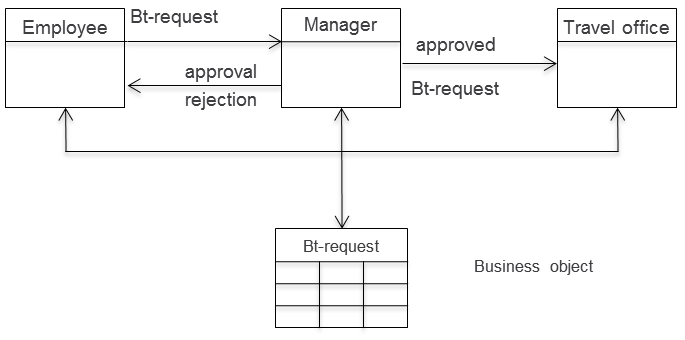 Employee
Bt-request
Manager
Travel office
approval
rejection
approved
Bt-request
Bt-request
Business object